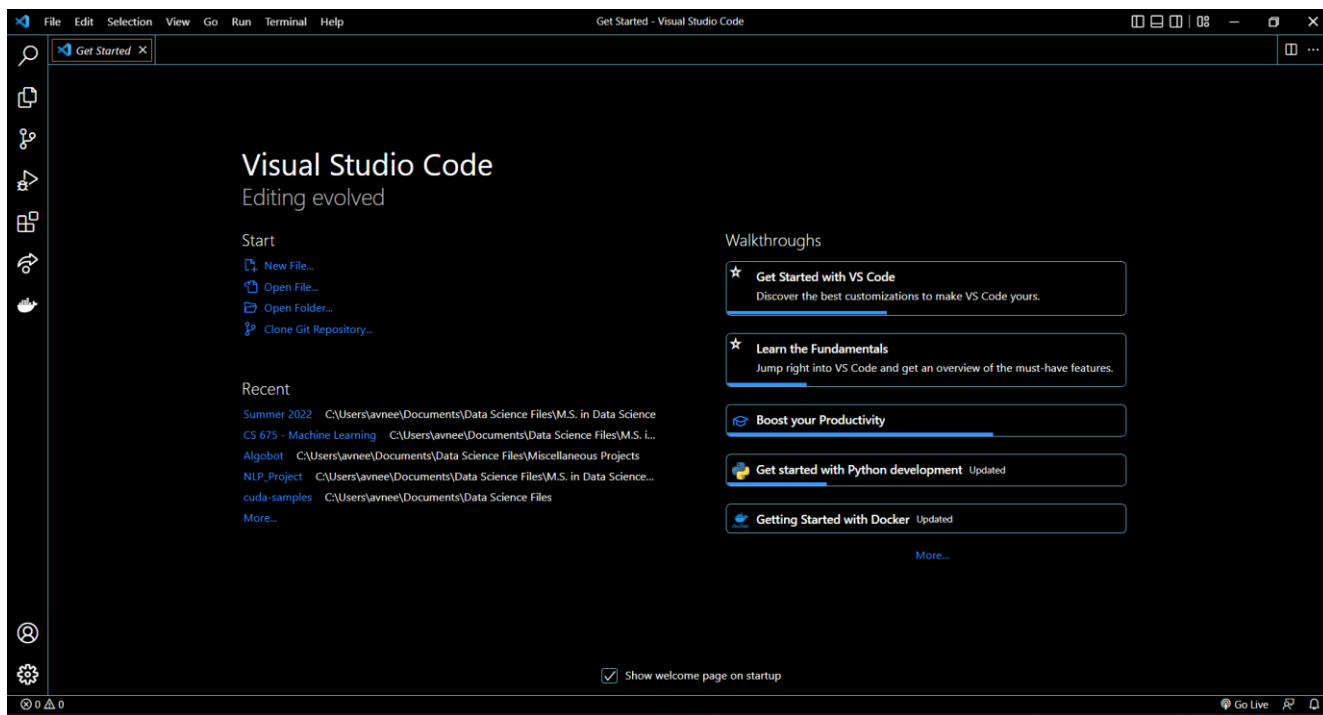 File Edit Selection View Go Run Terminal Help Get Started - Visual Studio Code
Get Started
Visual Studio Code
Editing evolved
Start
New File...
Open File...
Open Folder...
Clone Git Repository...
Recent
Summer 2022 C:\Users\avnee\Documents\Data Science Files\M.S. in Data Science
CS 675 - Machine Learning C:\Users\avnee\Documents\Data Science Files\M.S. i...
Algobot C:\Users\avnee\Documents\Data Science Files\Miscellaneous Projects
NLP_Project C:\Users\avnee\Documents\Data Science Files\M.S. in Data Science...
cuda-samples C:\Users\avnee\Documents\Data Science Files
More...
Walkthroughs
Get Started with VS Code
Discover the best customizations to make VS Code yours.
Learn the Fundamentals
Jump right into VS Code and get an overview of the must-have features.
Boost your Productivity
Get started with Python development Updated
Getting Started with Docker Updated
More...
Show welcome page on startup
0 0 Go Live